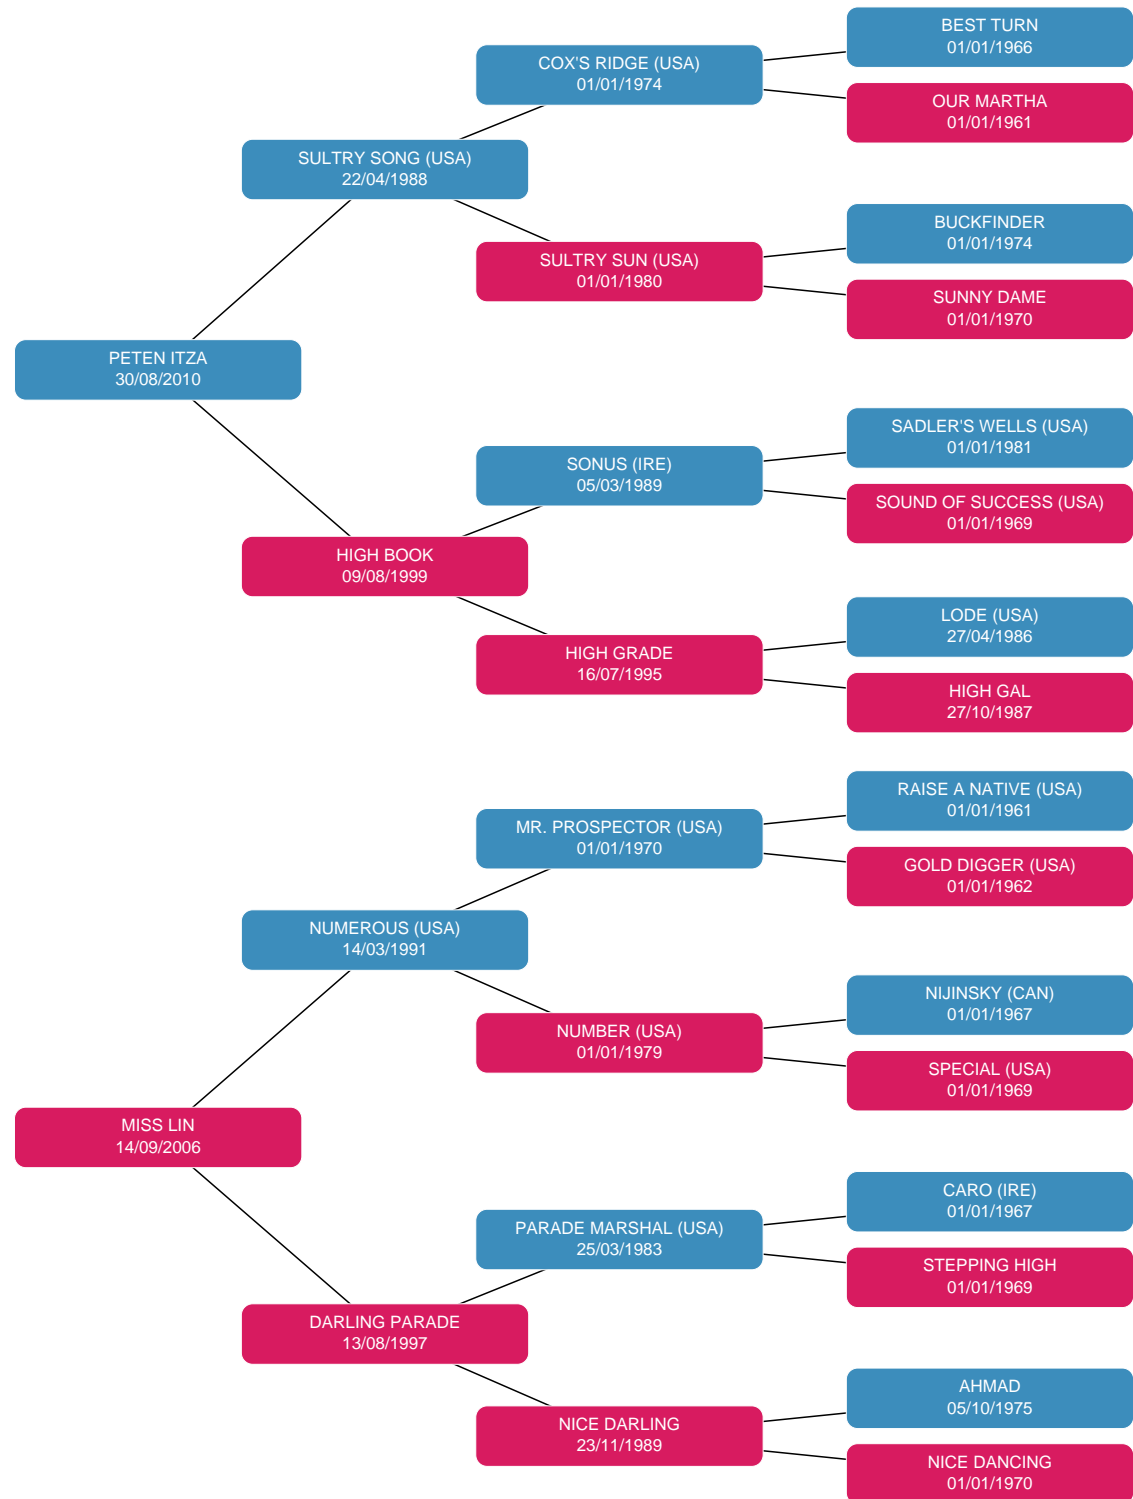 BEST TURN
01/01/1966
COX'S RIDGE (USA)
01/01/1974
OUR MARTHA
01/01/1961
SULTRY SONG (USA)
22/04/1988
BUCKFINDER
01/01/1974
SULTRY SUN (USA)
01/01/1980
SUNNY DAME
01/01/1970
PETEN ITZA
30/08/2010
SADLER'S WELLS (USA)
01/01/1981
SONUS (IRE)
05/03/1989
SOUND OF SUCCESS (USA)
01/01/1969
HIGH BOOK
09/08/1999
LODE (USA)
27/04/1986
HIGH GRADE
16/07/1995
HIGH GAL
27/10/1987
RAISE A NATIVE (USA)
01/01/1961
MR. PROSPECTOR (USA)
01/01/1970
GOLD DIGGER (USA)
01/01/1962
NUMEROUS (USA)
14/03/1991
NIJINSKY (CAN)
01/01/1967
NUMBER (USA)
01/01/1979
SPECIAL (USA)
01/01/1969
MISS LIN
14/09/2006
CARO (IRE)
01/01/1967
PARADE MARSHAL (USA)
25/03/1983
STEPPING HIGH
01/01/1969
DARLING PARADE
13/08/1997
AHMAD
05/10/1975
NICE DARLING
23/11/1989
NICE DANCING
01/01/1970